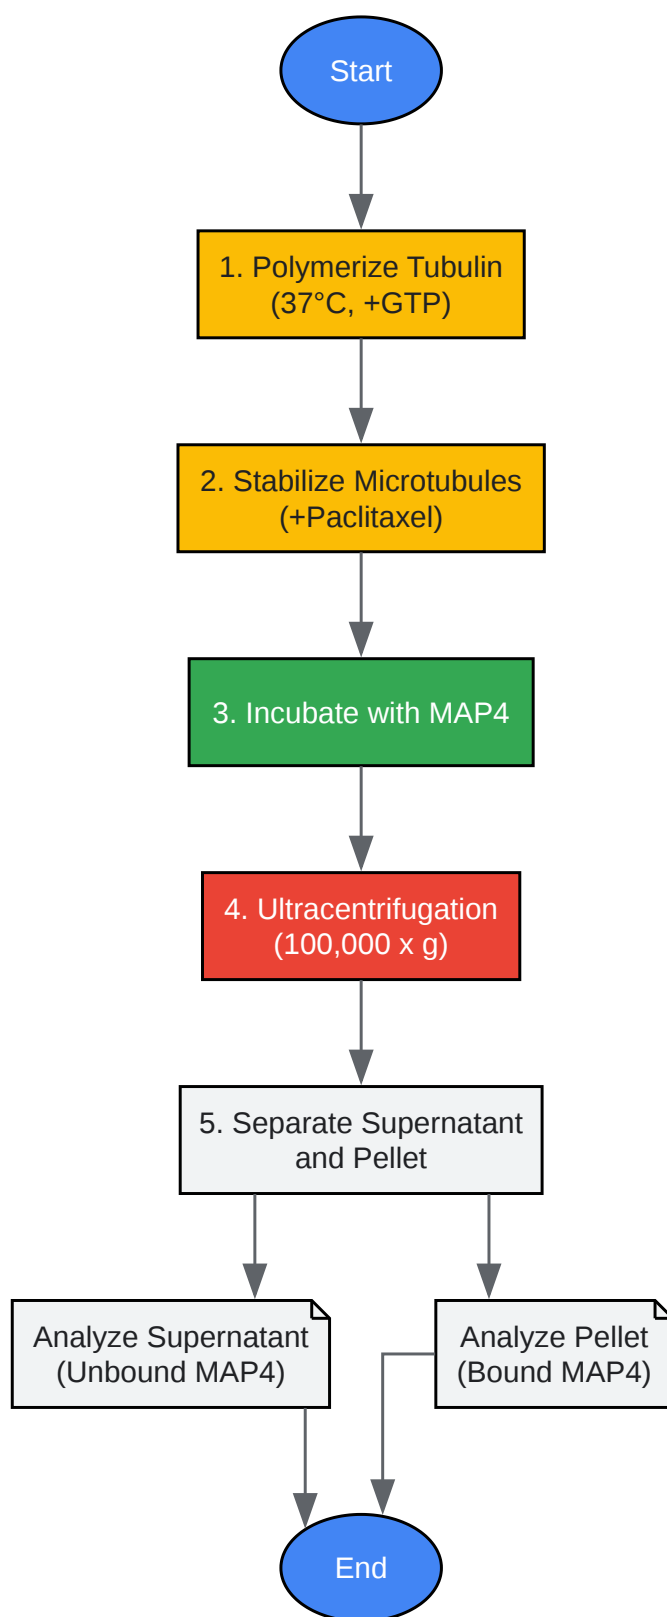 Start
1. Polymerize Tubulin
(37°C, +GTP)
2. Stabilize Microtubules
(+Paclitaxel)
3. Incubate with MAP4
4. Ultracentrifugation
(100,000 x g)
5. Separate Supernatant
and Pellet
Analyze Supernatant
(Unbound MAP4)
Analyze Pellet
(Bound MAP4)
End